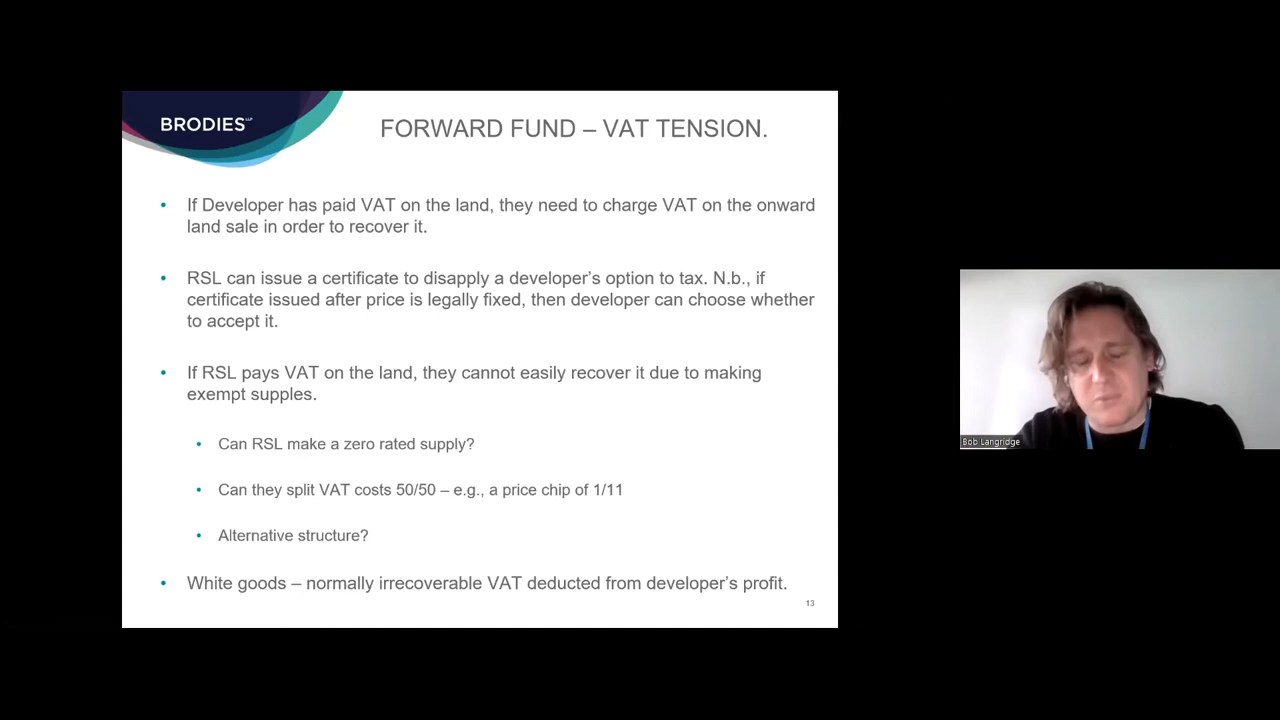 BRODIES LLP
FORWARD FUND – VAT TENSION.
• If Developer has paid VAT on the land, they need to charge VAT on the onward
land sale in order to recover it.
• RSL can issue a certificate to disapply a developer's option to tax. N.b., if
certificate issued after price is legally fixed, then developer can choose whether
to accept it.
• If RSL pays VAT on the land, they cannot easily recover it due to making
exempt supples.
• Can RSL make a zero rated supply?
• Can they split VAT costs 50/50 – e.g., a price chip of 1/11
• Alternative structure?
• White goods – normally irrecoverable VAT deducted from developer's profit.
13
Bob Langridge